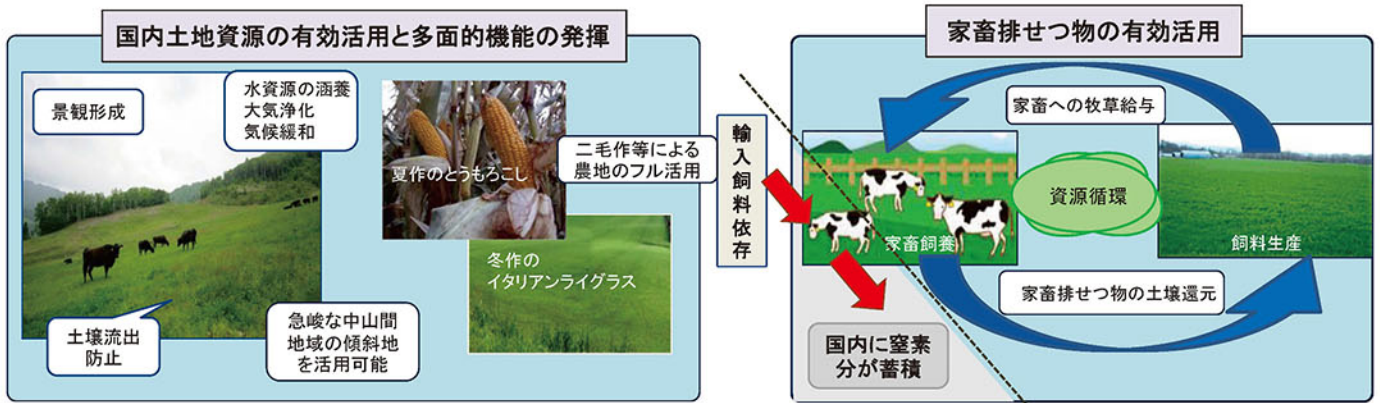 国内土地資源の有効活用と多面的機能の発揮
景観形成
水資源の涵養
大気浄化
気候緩和
夏作のとうもろこし
二毛作等による
農地のフル活用
冬作の
イタリアンライグラス
土壌流出
防止
急峻な中山間
地域の傾斜地
を活用可能
家畜排せつ物の有効活用
輸入飼料依存
家畜への牧草給与
資源循環
家畜飼養
飼料生産
家畜排せつ物の土壌還元
国内に窒素
分が蓄積